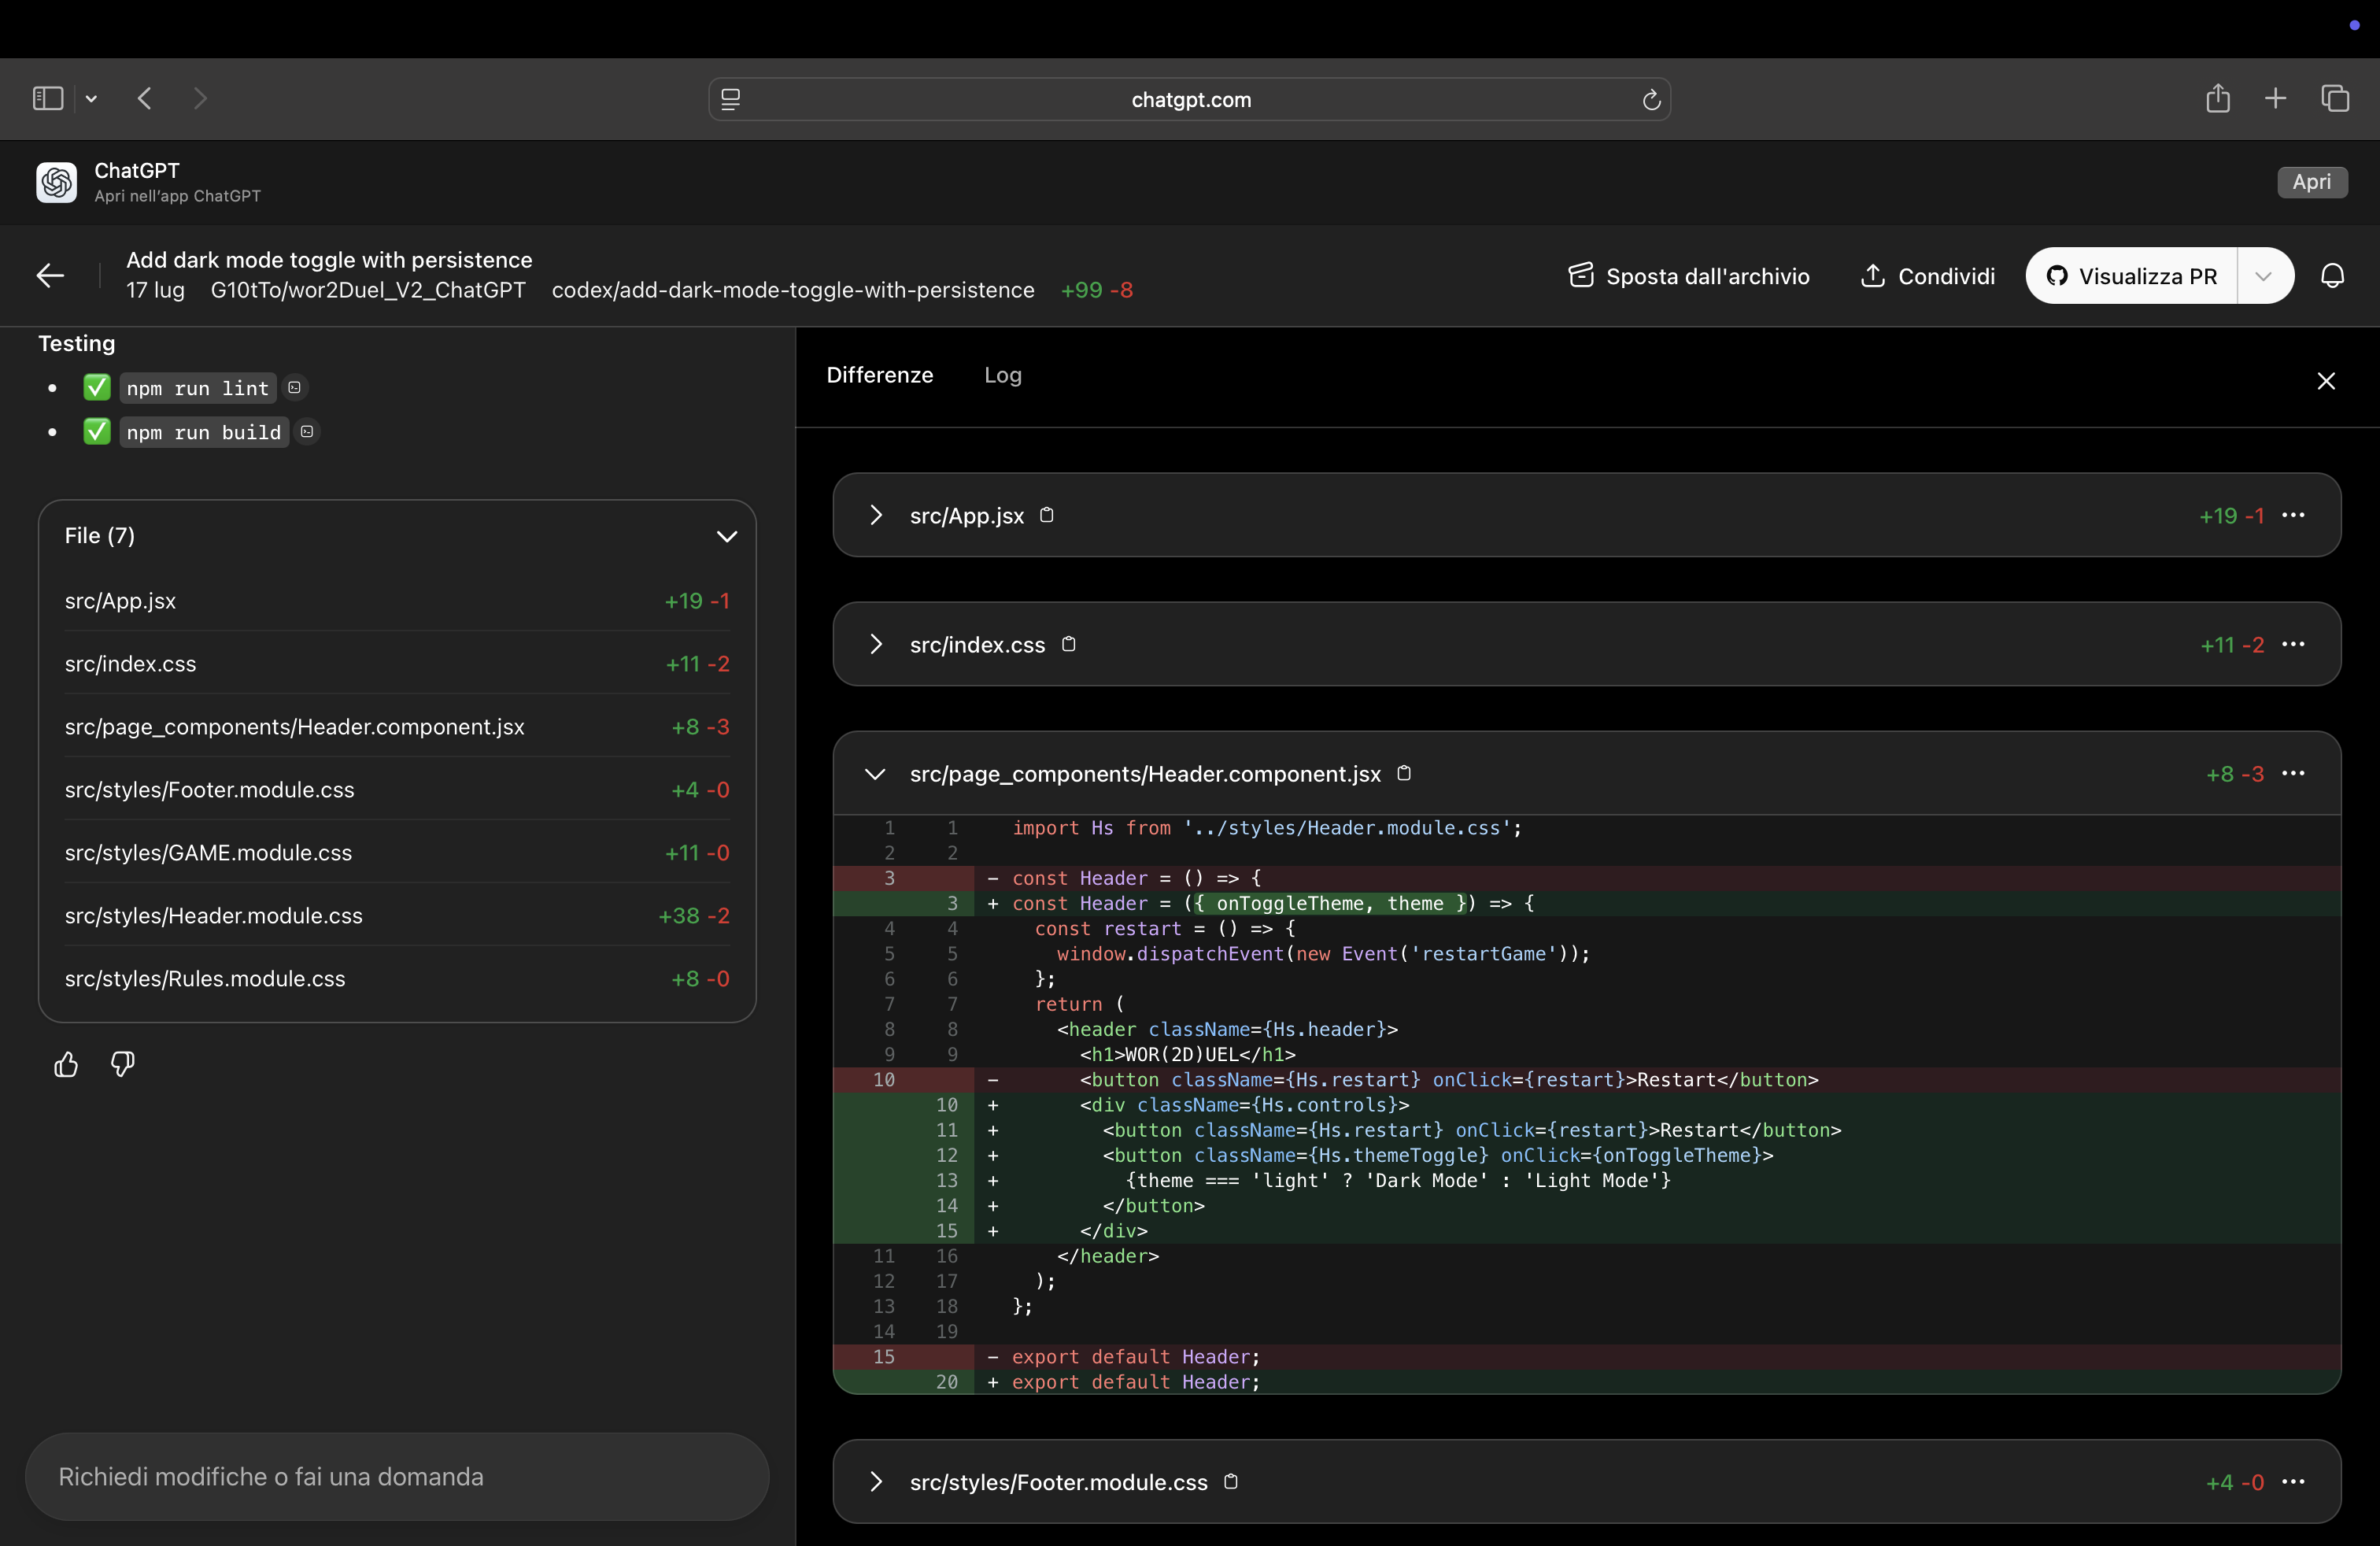 chatgpt.com
ChatGPT
Apri nell'app ChatGPT
Apri
Add dark mode toggle with persistence
17 lug G10tTo/wor2Duel_V2_ChatGPT codex/add-dark-mode-toggle-with-persistence +99 -8
Sposta dall'archivio
Condividi
Visualizza PR
Testing
npm run lint
npm run build
File (7)
src/App.jsx +19 -1
src/index.css +11 -2
src/page_components/Header.component.jsx +8 -3
src/styles/Footer.module.css +4 -0
src/styles/GAME.module.css +11 -0
src/styles/Header.module.css +38 -2
src/styles/Rules.module.css +8 -0
Richiedi modifiche o fai una domanda
Differenze Log
src/App.jsx +19 -1
src/index.css +11 -2
src/page_components/Header.component.jsx +8 -3
1 1 import Hs from '../styles/Header.module.css';
2 2
3 - const Header = () => {
3 + const Header = ({ onToggleTheme, theme }) => {
4 4 const restart = () => {
5 5 window.dispatchEvent(new Event('restartGame'));
6 6 };
7 7 return (
8 8 <header className={Hs.header}>
9 9 <h1>WOR(2D)UEL</h1>
10 - <button className={Hs.restart} onClick={restart}>Restart</button>
10 + <div className={Hs.controls}>
11 + <button className={Hs.restart} onClick={restart}>Restart</button>
12 + <button className={Hs.themeToggle} onClick={onToggleTheme}>
13 + {theme === 'light' ? 'Dark Mode' : 'Light Mode'}
14 + </button>
15 + </div>
11 16 </header>
12 17 );
13 18 };
14 19
15 - export default Header;
20 + export default Header;
src/styles/Footer.module.css +4 -0